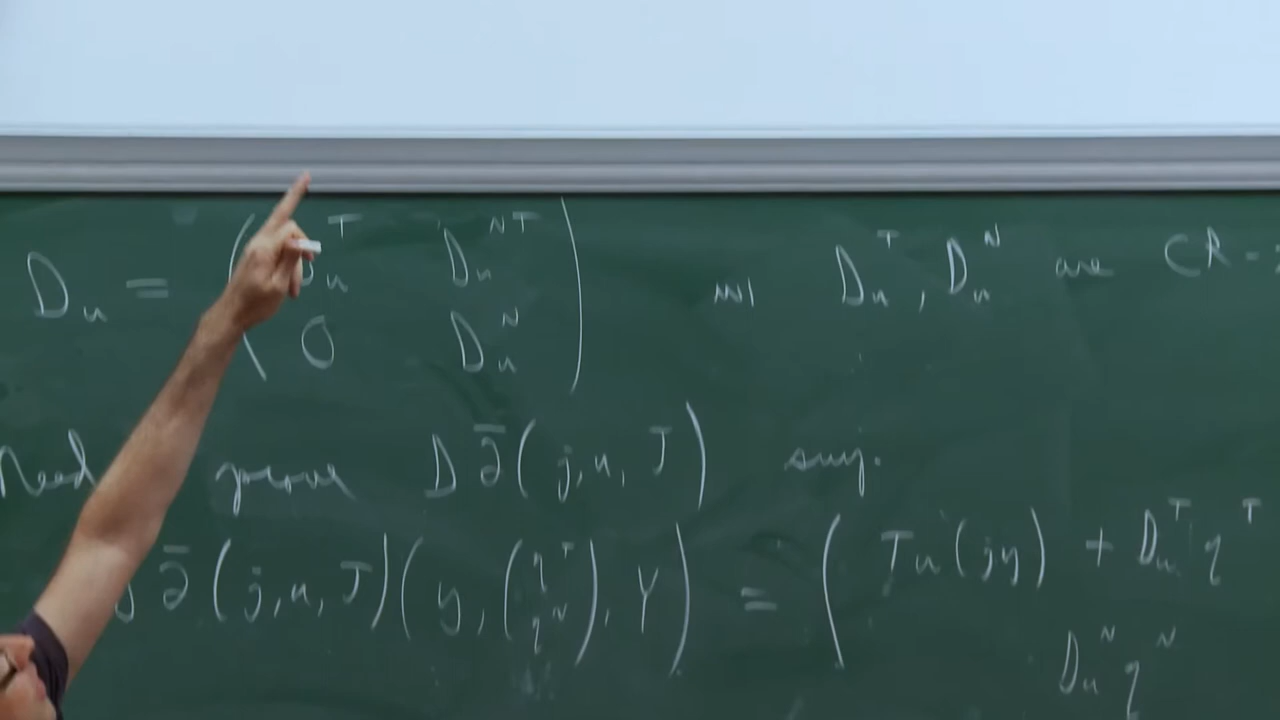 D_u = ( D_u^T D_u^{NT} ; 0 D_u^N ) w/ D_u^T, D_u^N are CR-
Need prove D∂̄(j, u, J) surj.
D∂̄(j, u, J)(y, (η^T ; η^N), Y) = ( Tu(jy) + D_u^T η^T
D_u^N η^N